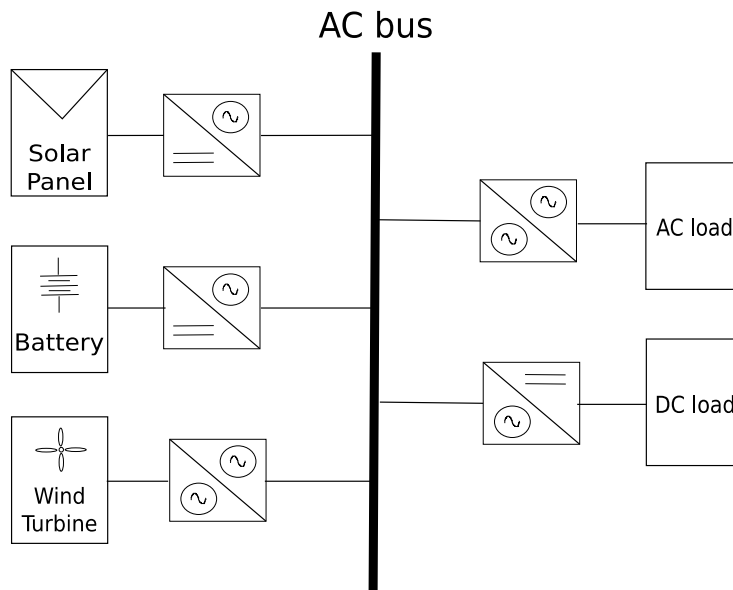 AC bus
Solar
Panel
Battery
Wind
Turbine
AC load
DC load